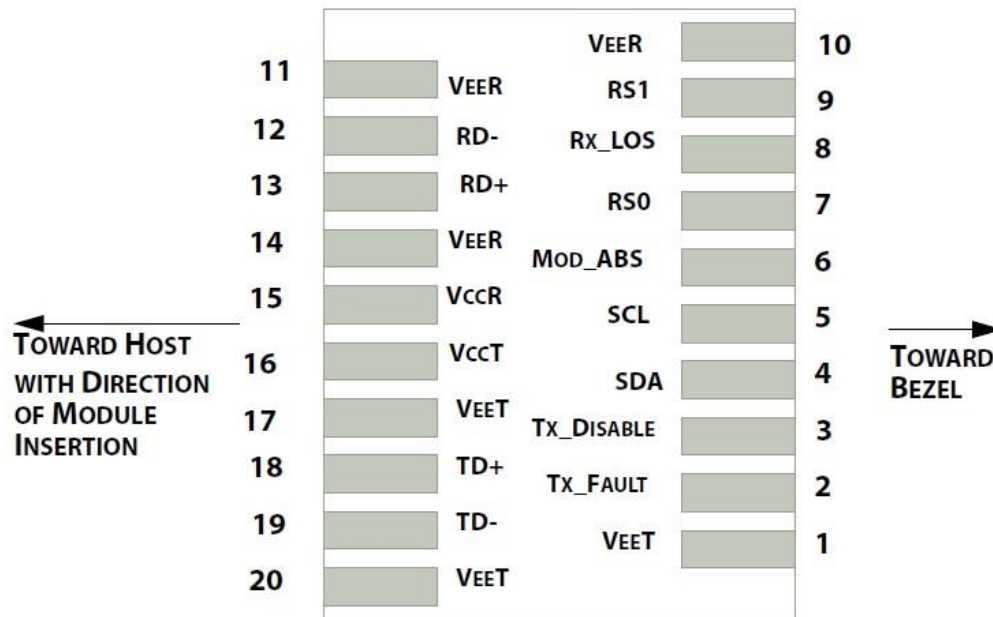 11
VEER
12
RD-
13
RD+
14
VEER
15
VCCR
16
VCCT
17
VEET
18
TD+
19
TD-
20
VEET
TOWARD HOST
WITH DIRECTION
OF MODULE
INSERTION
VEER
10
RS1
9
RX_LOS
8
RS0
7
MOD_ABS
6
SCL
5
SDA
4
TX_DISABLE
3
TX_FAULT
2
VEET
1
TOWARD
BEZEL